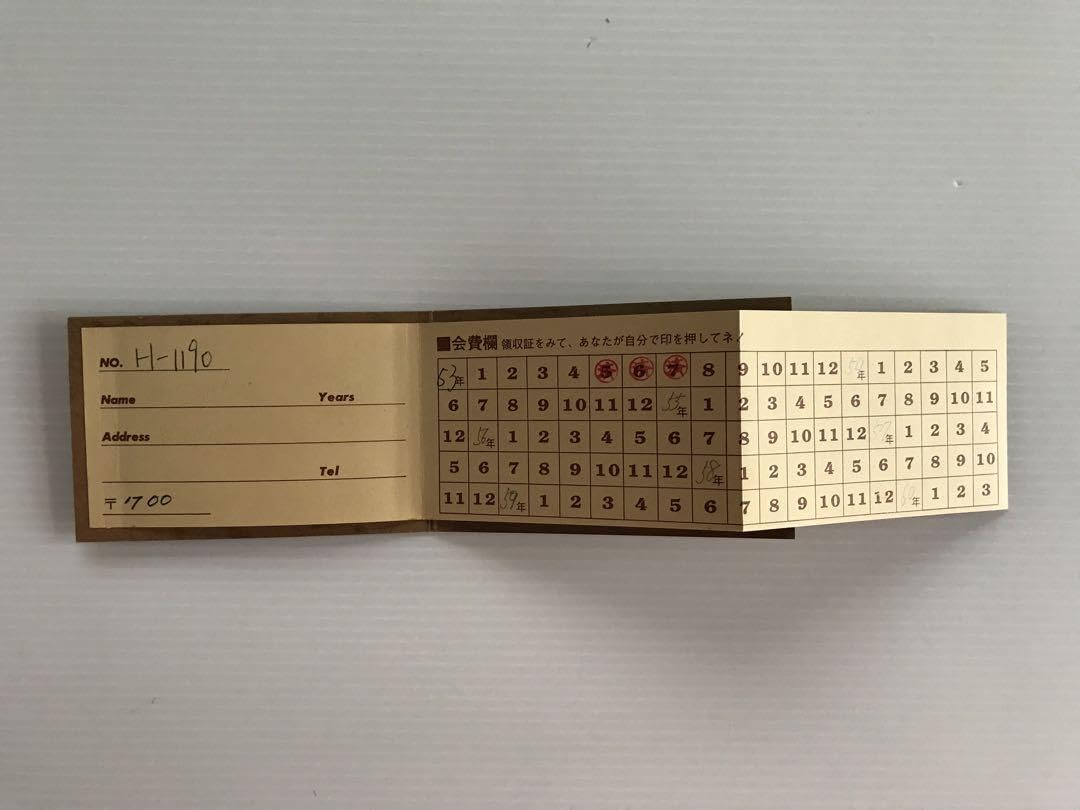 NO. H-1190
Name Years
Address
Tel
〒700
■会費欄 領収証をみて、あなたが自分で印を押してネ
53年 1 2 3 4 5 6 7 8 9 10 11 12 54年 1 2 3 4 5
6 7 8 9 10 11 12 55年 1 2 3 4 5 6 7 8 9 10 11
12 56年 1 2 3 4 5 6 7 8 9 10 11 12 57年 1 2 3 4
5 6 7 8 9 10 11 12 58年 1 2 3 4 5 6 7 8 9 10
11 12 59年 1 2 3 4 5 6 7 8 9 10 11 12 年 1 2 3